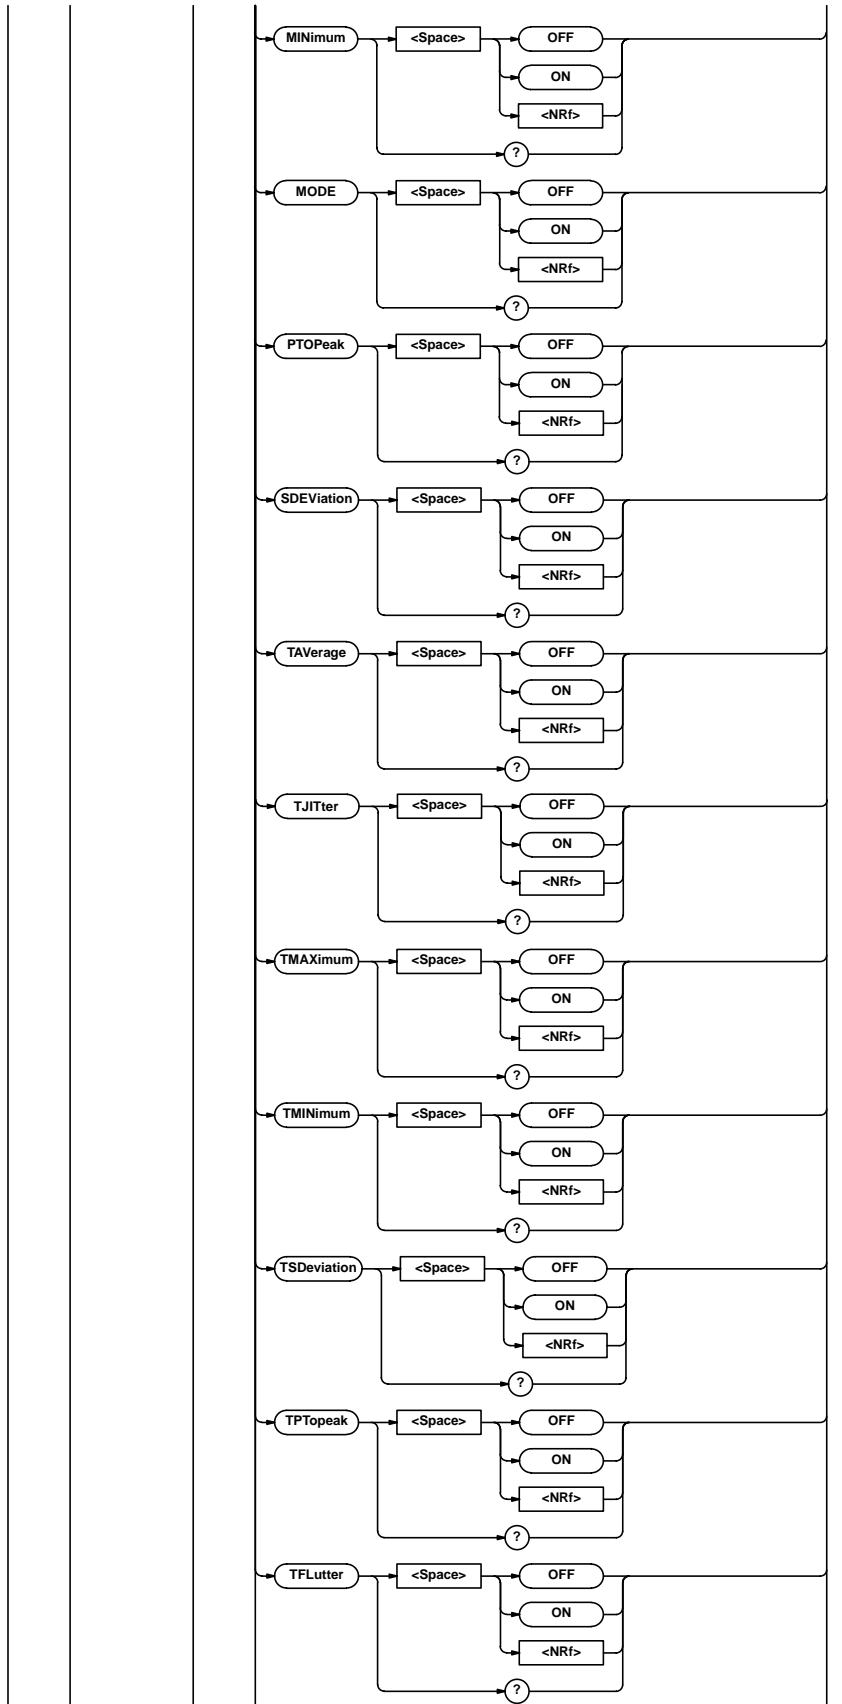 MINimum <Space> OFF
ON
<NRf>
?
MODE <Space> OFF
ON
<NRf>
?
PTOPeak <Space> OFF
ON
<NRf>
?
SDEViation <Space> OFF
ON
<NRf>
?
TAVerage <Space> OFF
ON
<NRf>
?
TJITter <Space> OFF
ON
<NRf>
?
TMAXimum <Space> OFF
ON
<NRf>
?
TMINimum <Space> OFF
ON
<NRf>
?
TSDeviation <Space> OFF
ON
<NRf>
?
TPTopeak <Space> OFF
ON
<NRf>
?
TFLutter <Space> OFF
ON
<NRf>
?